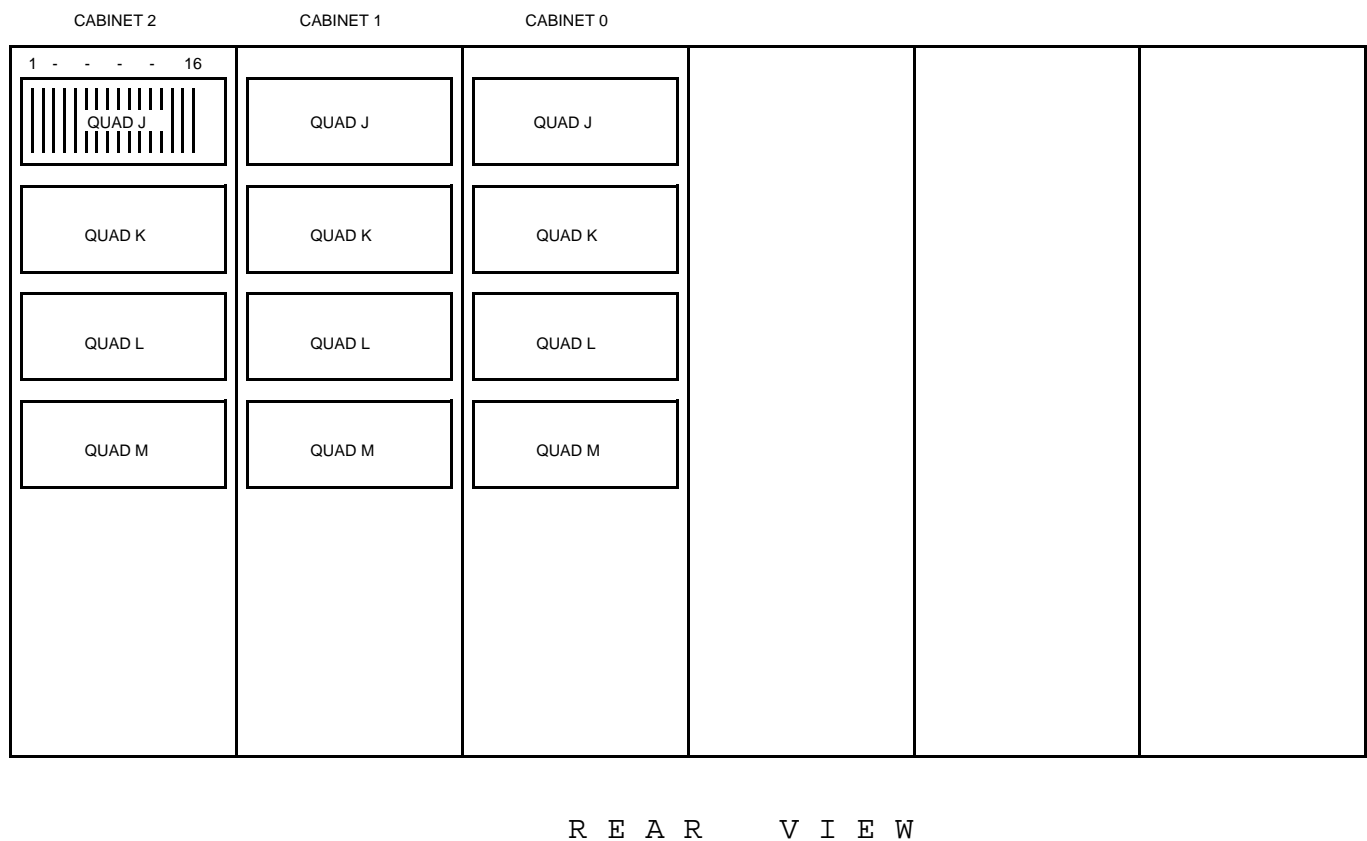 CABINET 2 CABINET 1 CABINET 0
1 - - - - 16
QUAD J QUAD J QUAD J
QUAD K QUAD K QUAD K
QUAD L QUAD L QUAD L
QUAD M QUAD M QUAD M
R E A R V I E W